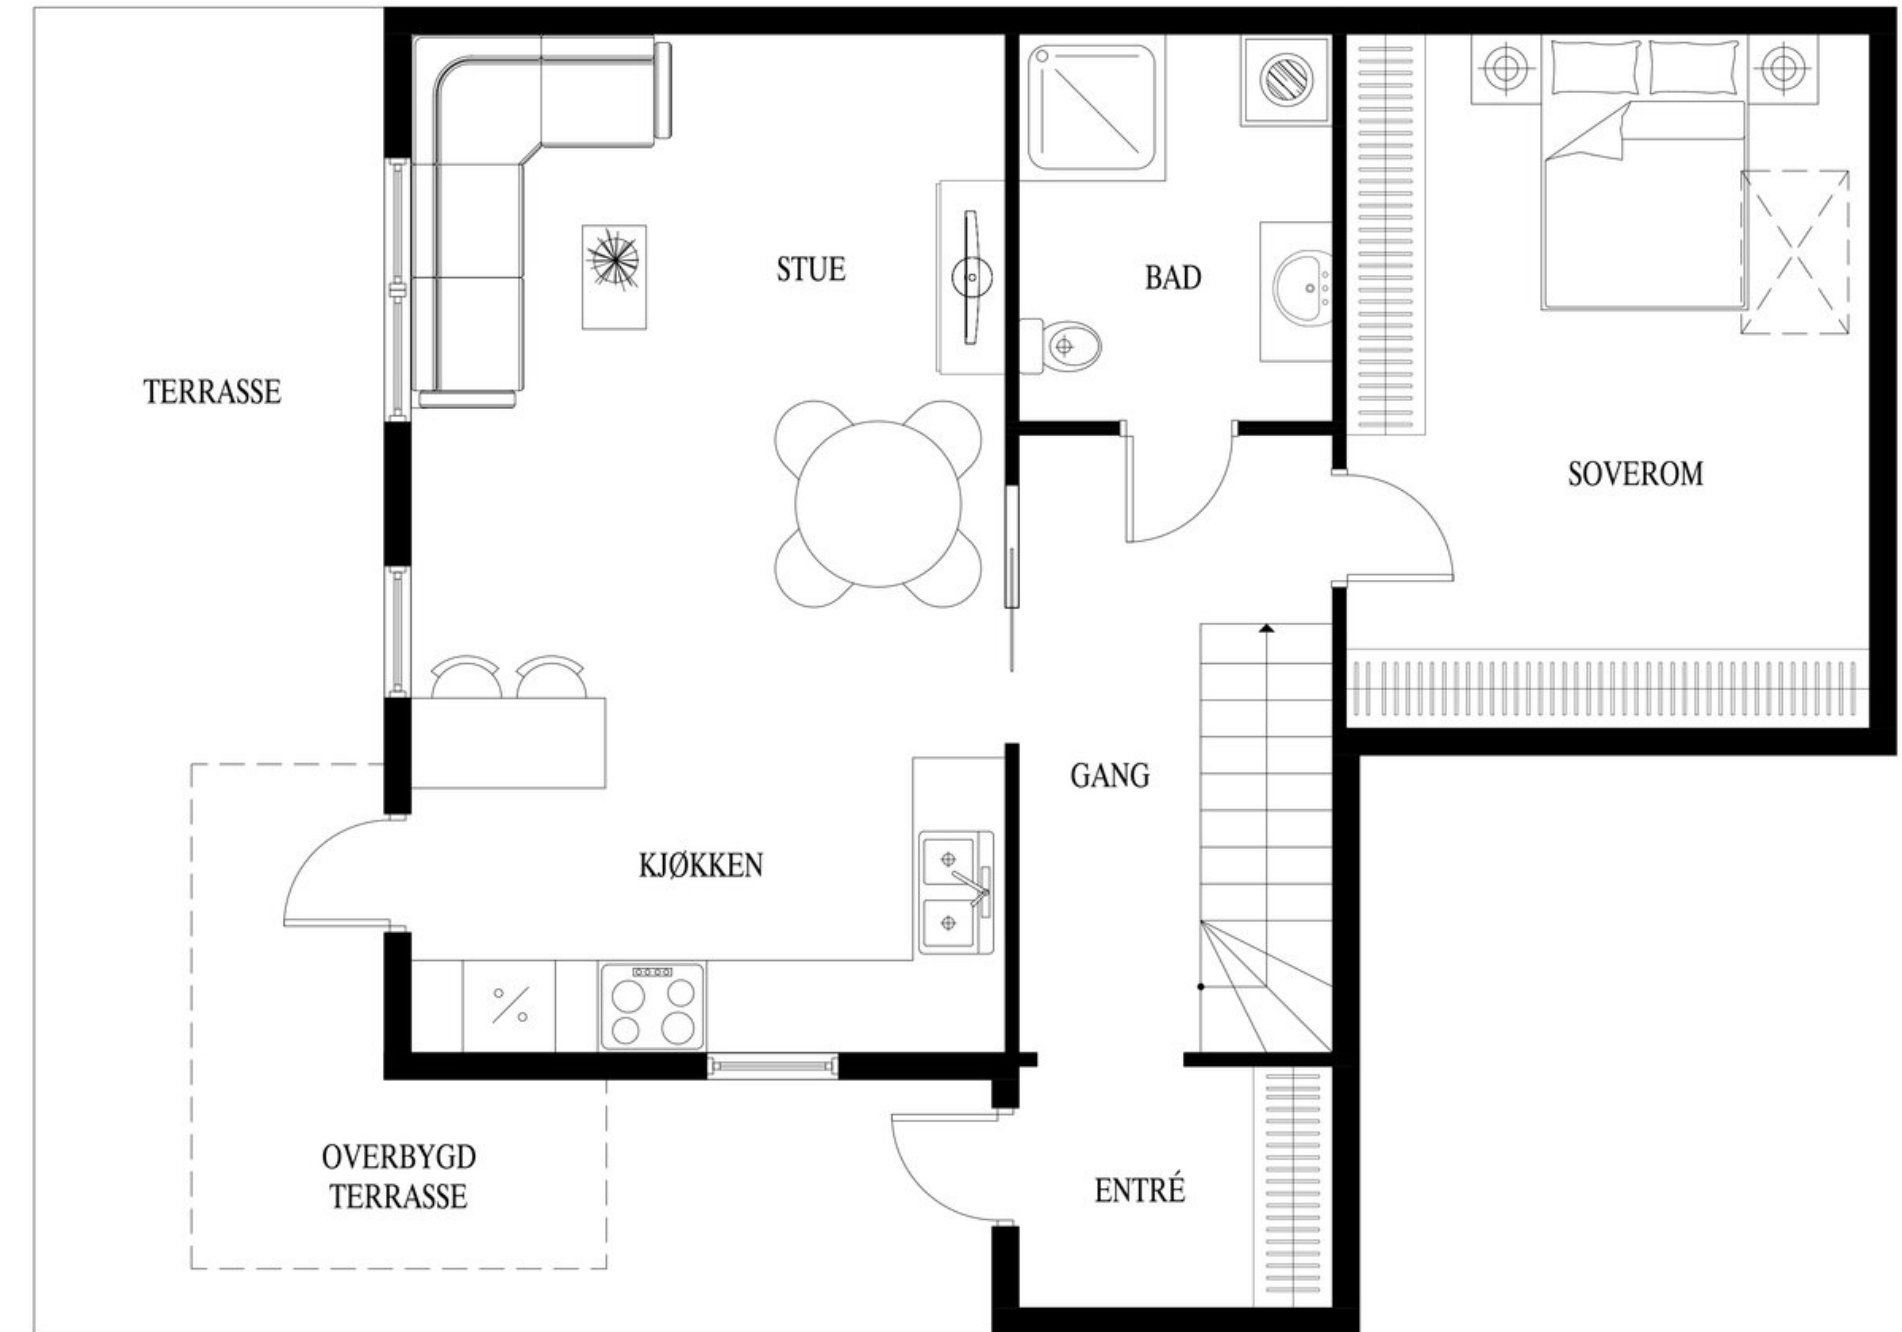 STUE
BAD
TERRASSE
SOVEROM
GANG
KJØKKEN
OVERBYGD
TERRASSE
ENTRÉ